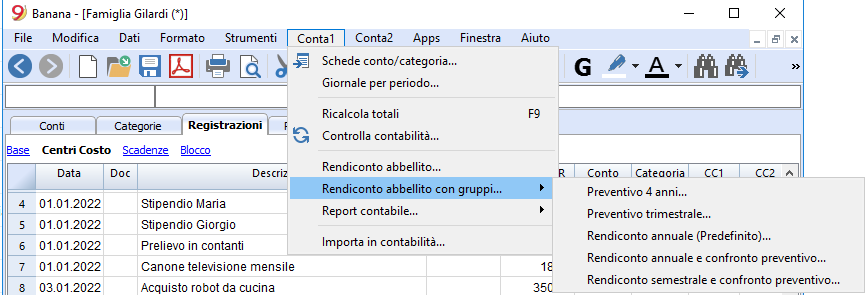 9 Banana - [Famiglia Gilardi (*)]
File Modifica Dati Formato Strumenti Conta1 Conta2 Apps Finestra Aiuto
G A »
Schede conto/categoria...
Giornale per periodo...
Ricalcola totali F9
Controlla contabilità...
Rendiconto abbellito...
Rendiconto abbellito con gruppi...
Report contabile...
Importa in contabilità...
Preventivo 4 anni...
Preventivo trimestrale...
Rendiconto annuale (Predefinito)...
Rendiconto annuale e confronto preventivo...
Rendiconto semestrale e confronto preventivo...
Conti Categorie Registrazioni
Base Centri Costo Scadenze Blocco
Data Doc Descriz R Conto Categoria CC1 CC2
4 01.01.2022 Stipendio Maria
5 01.01.2022 Stipendio Giorgio
6 01.01.2022 Prelievo in contanti
7 01.01.2022 Canone televisione mensile 18
8 03.01.2022 Acquisto robot da cucina 350